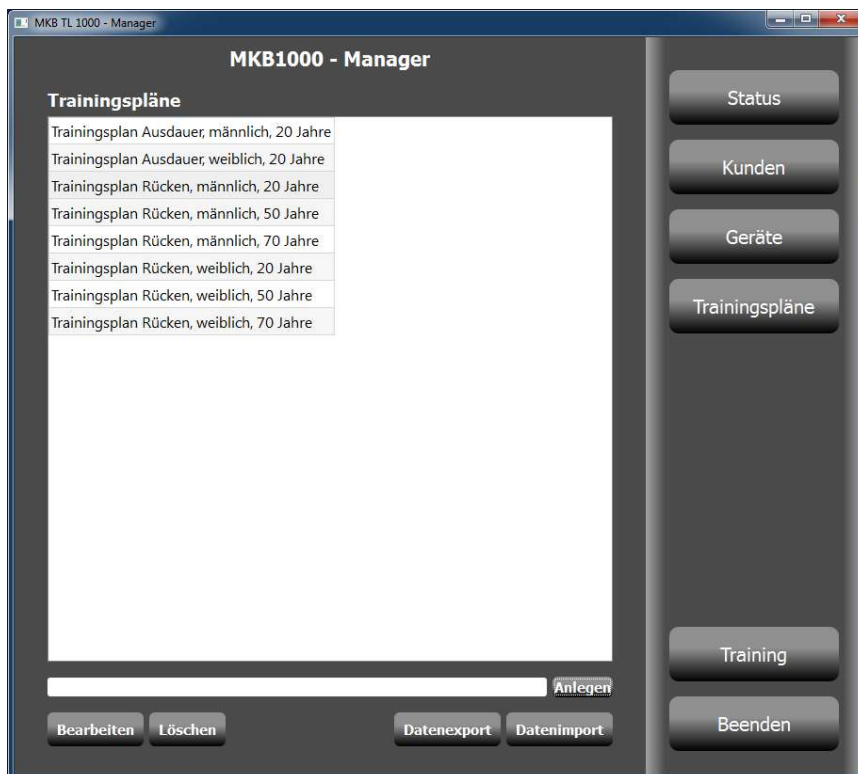 MKB TL 1000 - Manager
MKB1000 - Manager
Trainingspläne
Trainingsplan Ausdauer, männlich, 20 Jahre
Trainingsplan Ausdauer, weiblich, 20 Jahre
Trainingsplan Rücken, männlich, 20 Jahre
Trainingsplan Rücken, männlich, 50 Jahre
Trainingsplan Rücken, männlich, 70 Jahre
Trainingsplan Rücken, weiblich, 20 Jahre
Trainingsplan Rücken, weiblich, 50 Jahre
Trainingsplan Rücken, weiblich, 70 Jahre
Anlegen
Bearbeiten Löschen Datenexport Datenimport
Status
Kunden
Geräte
Trainingspläne
Training
Beenden